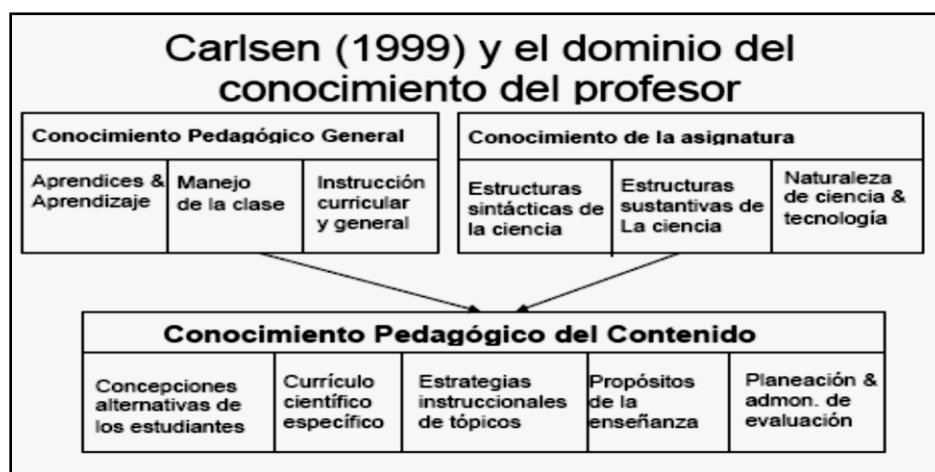 Carlsen (1999) y el dominio del
conocimiento del profesor
Conocimiento Pedagógico General
Aprendices &
Aprendizaje
Manejo
de la clase
Instrucción
curricular
y general
Conocimiento de la asignatura
Estructuras
sintácticas de
la ciencia
Estructuras
sustantivas de
La ciencia
Naturaleza
de ciencia &
tecnología
Conocimiento Pedagógico del Contenido
Concepciones
alternativas de
los estudiantes
Currículo
científico
específico
Estrategias
instruccionales
de tópicos
Propósitos
de la
enseñanza
Planeación &
admon. de
evaluación